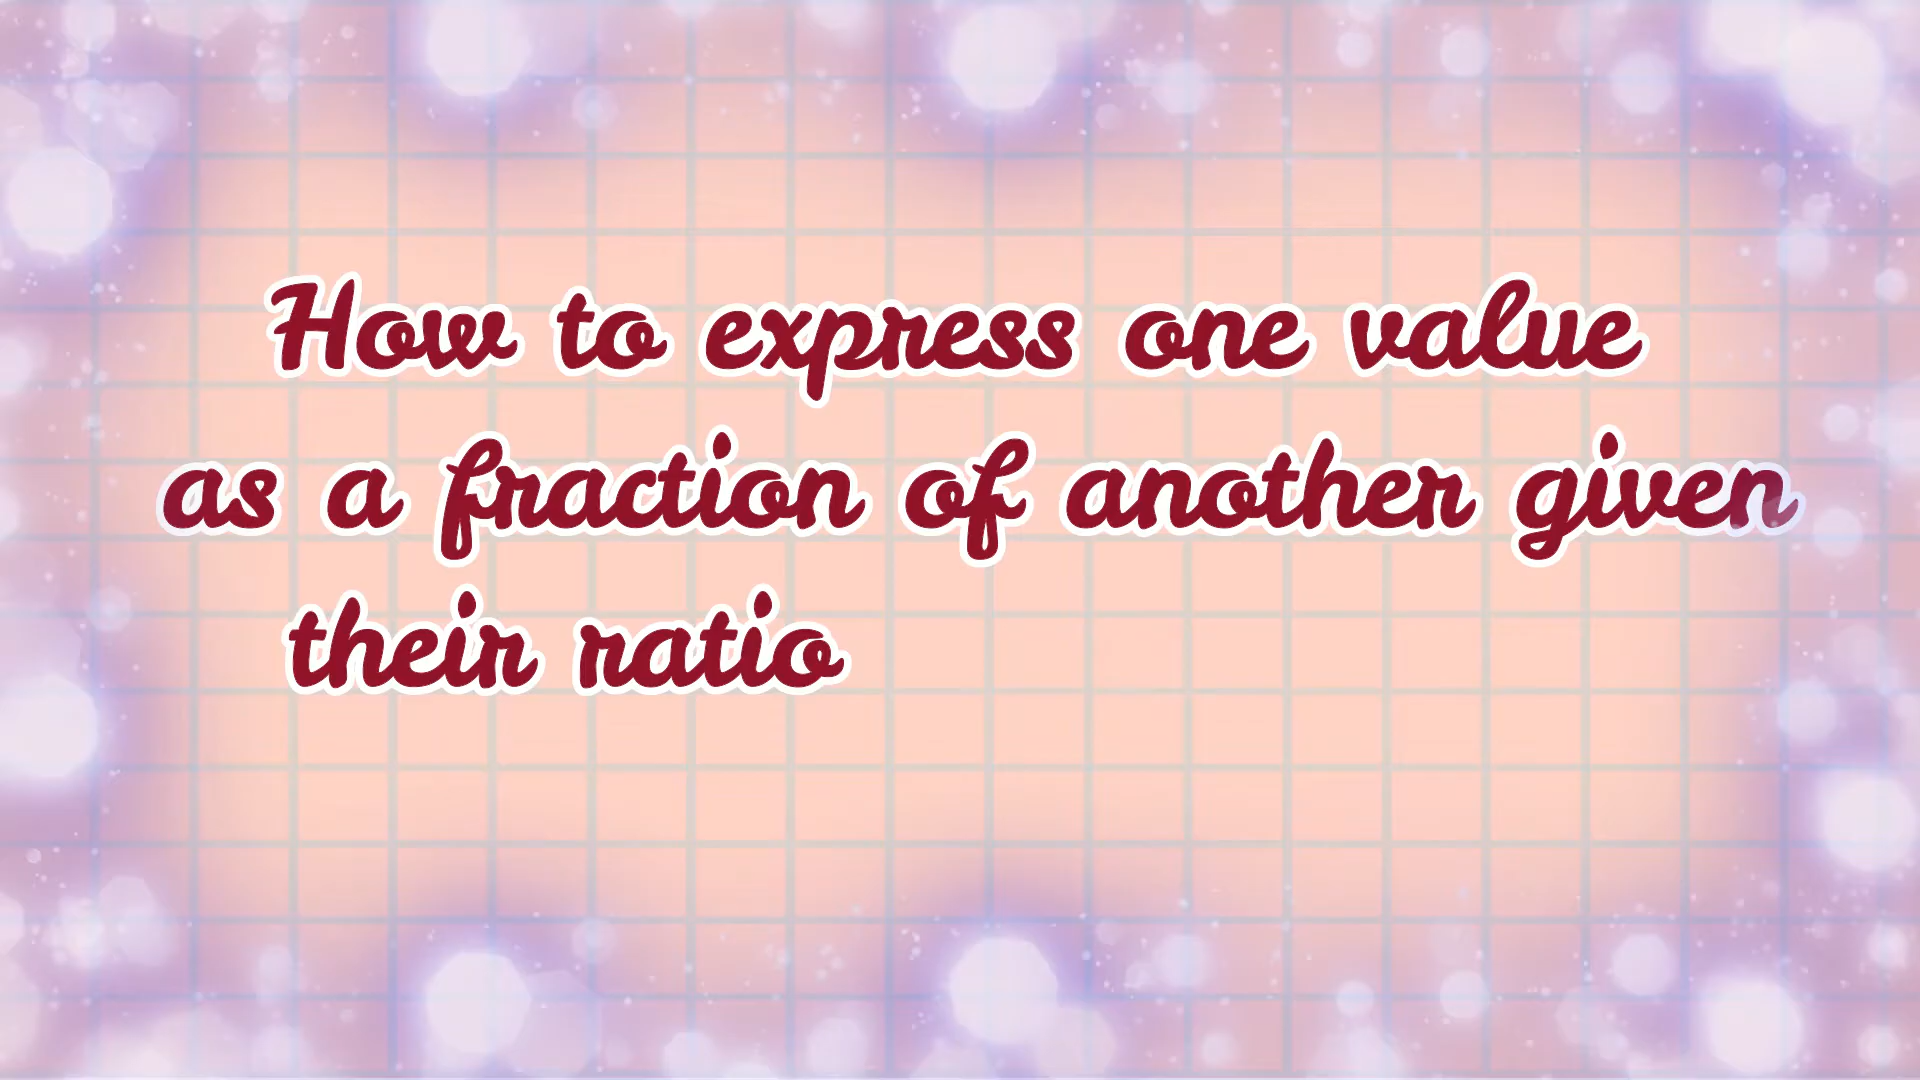 How to express one value
as a fraction of another given
their ratio